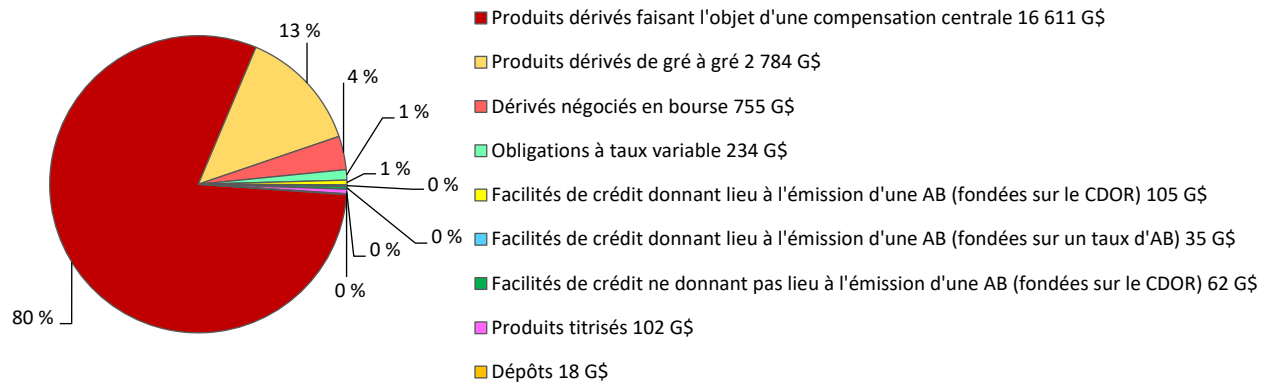 13 %
4 %
1 %
1 %
0 %
0 %
0 %
0 %
80 %
Produits dérivés faisant l'objet d'une compensation centrale 16 611 G$
Produits dérivés de gré à gré 2 784 G$
Dérivés négociés en bourse 755 G$
Obligations à taux variable 234 G$
Facilités de crédit donnant lieu à l'émission d'une AB (fondées sur le CDOR) 105 G$
Facilités de crédit donnant lieu à l'émission d'une AB (fondées sur un taux d'AB) 35 G$
Facilités de crédit ne donnant pas lieu à l'émission d'une AB (fondées sur le CDOR) 62 G$
Produits titrisés 102 G$
Dépôts 18 G$